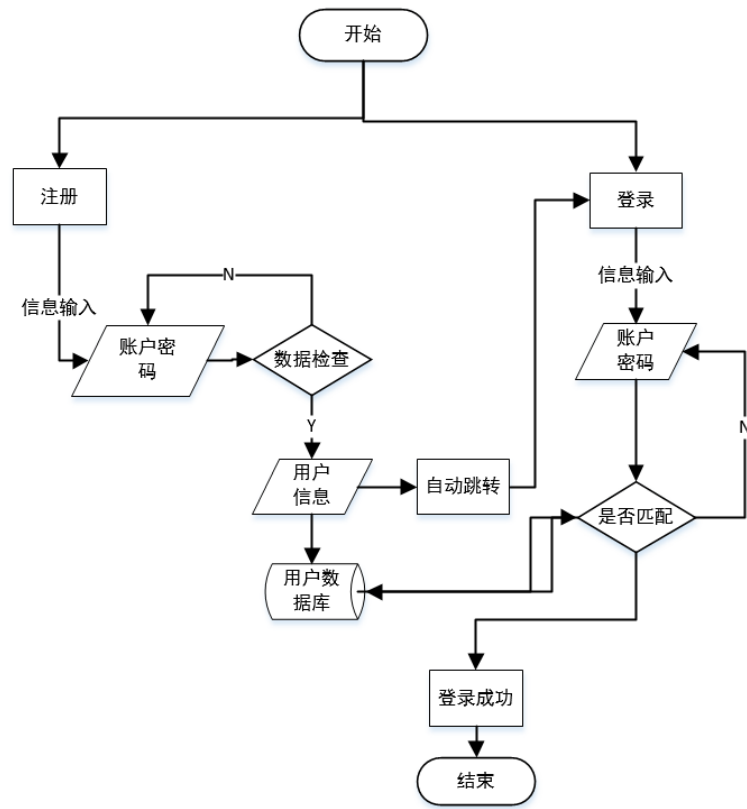 开始
注册
登录
信息输入
信息输入
N
账户密
码
数据检查
账户
密码
N
Y
用户
信息
自动跳转
是否匹配
用户数
据库
登录成功
结束